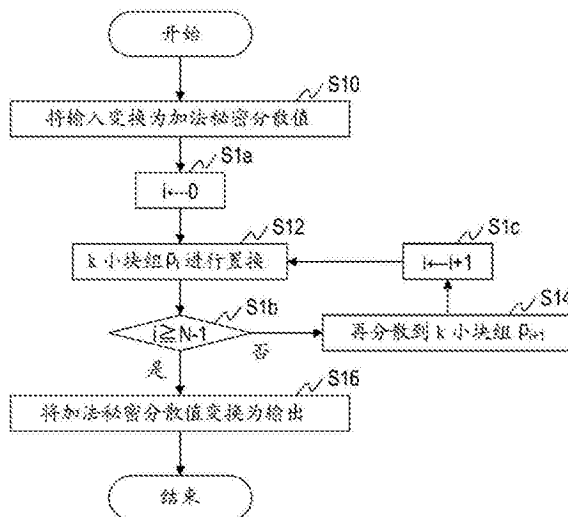 开始
S10
将输入变换为加法秘密分散值
S1a
i←0
S12
k小块组ρi进行置换
S1c
i←i+1
S1b
i≧N-1
否
是
S14
再分散到k小块组ρi+1
S16
将加法秘密分散值变换为输出
结束